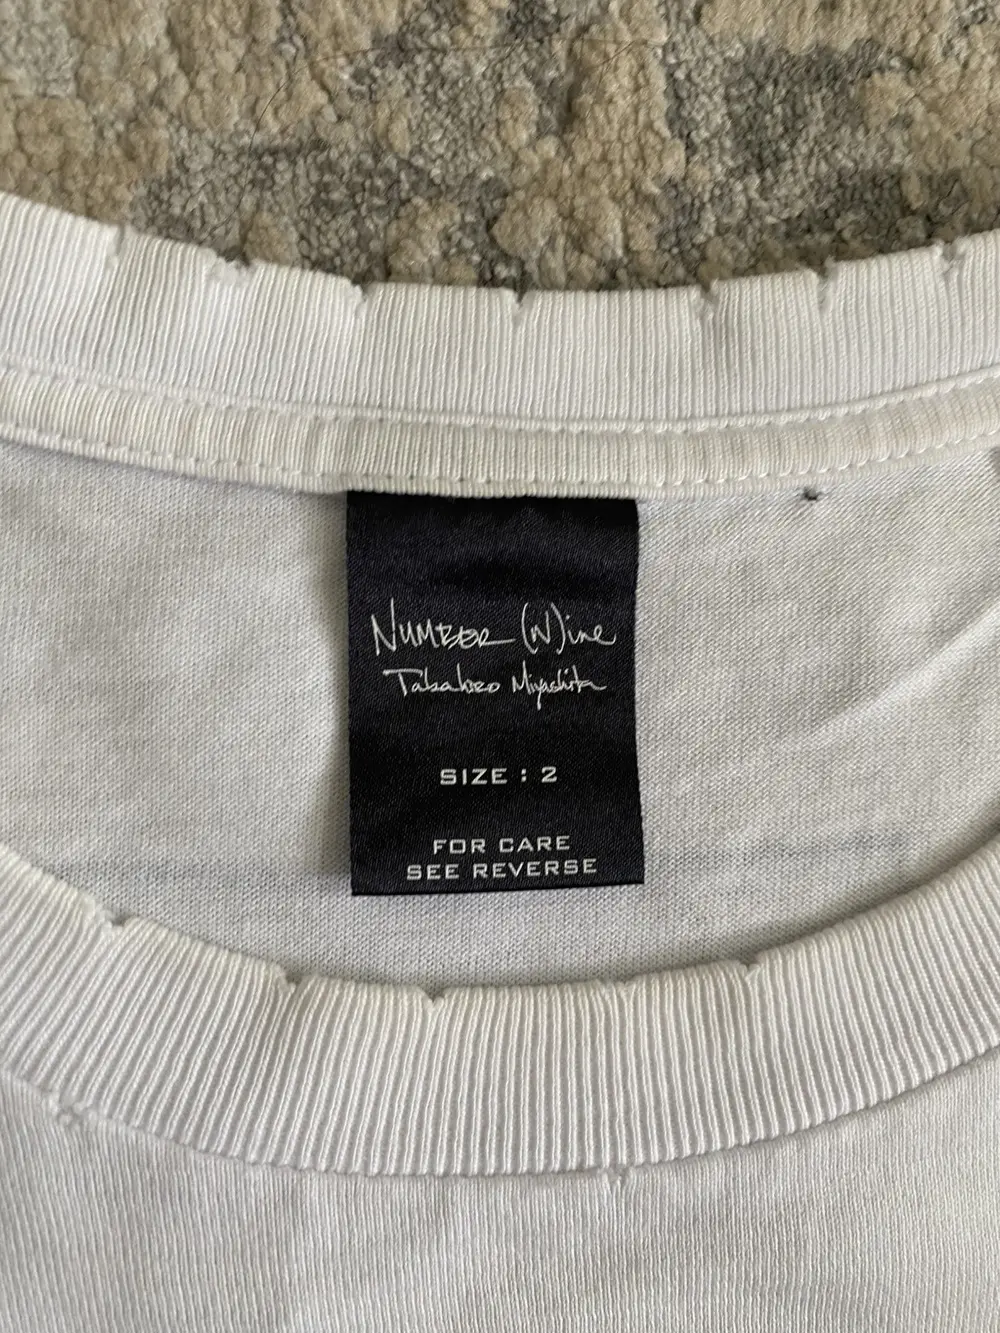 NUMBER (N)ine
Takahiro Miyashita
SIZE : 2
FOR CARE
SEE REVERSE